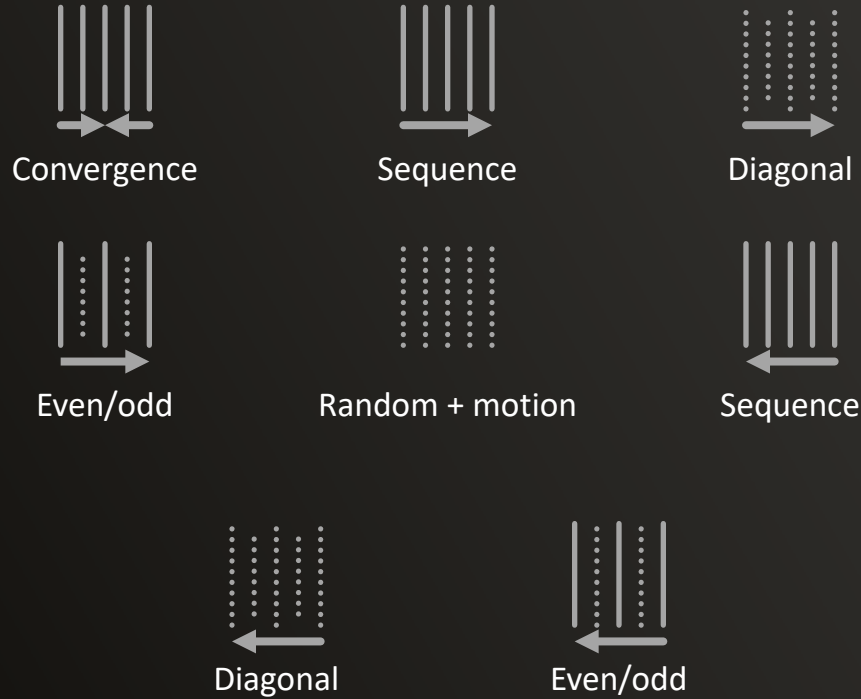 Convergence
Sequence
Diagonal
Even/odd
Random + motion
Sequence
Diagonal
Even/odd